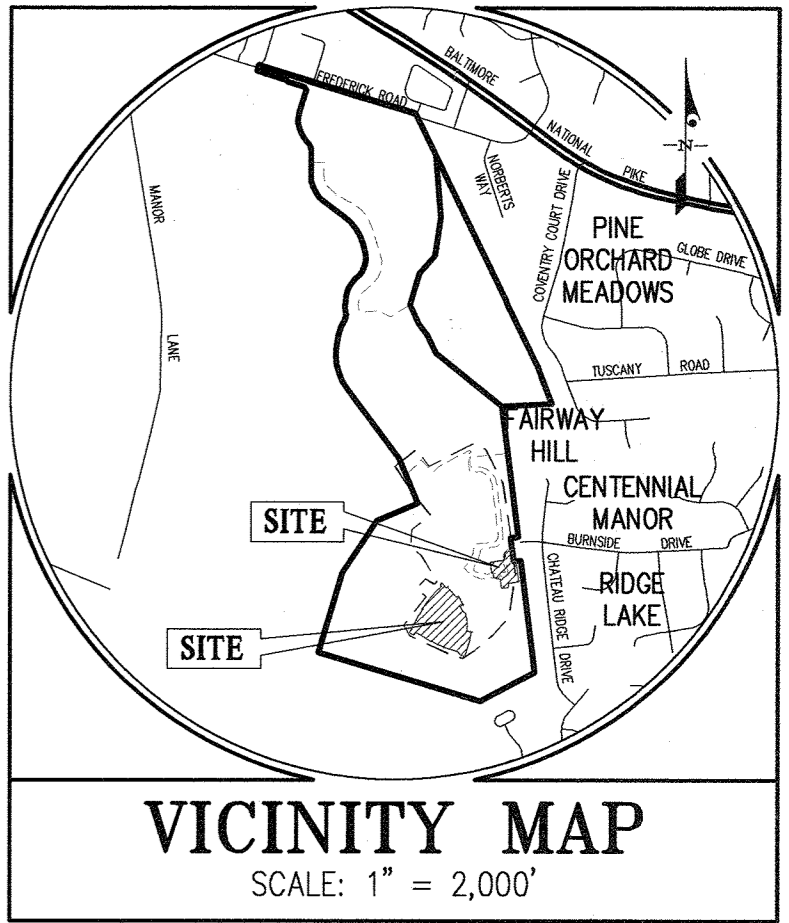 BALTIMORE
NATIONAL
PIKE
FREDERICK ROAD
NORBERTS
WAY
N
MANOR
LANE
COVENTRY COURT DRIVE
PINE
ORCHARD
MEADOWS
GLOBE DRIVE
TUSCANY ROAD
FAIRWAY
HILL
CENTENNIAL
MANOR
BURNSIDE DRIVE
SITE
CHATEAU RIDGE DRIVE
RIDGE
LAKE
SITE
VICINITY MAP
SCALE: 1" = 2,000'